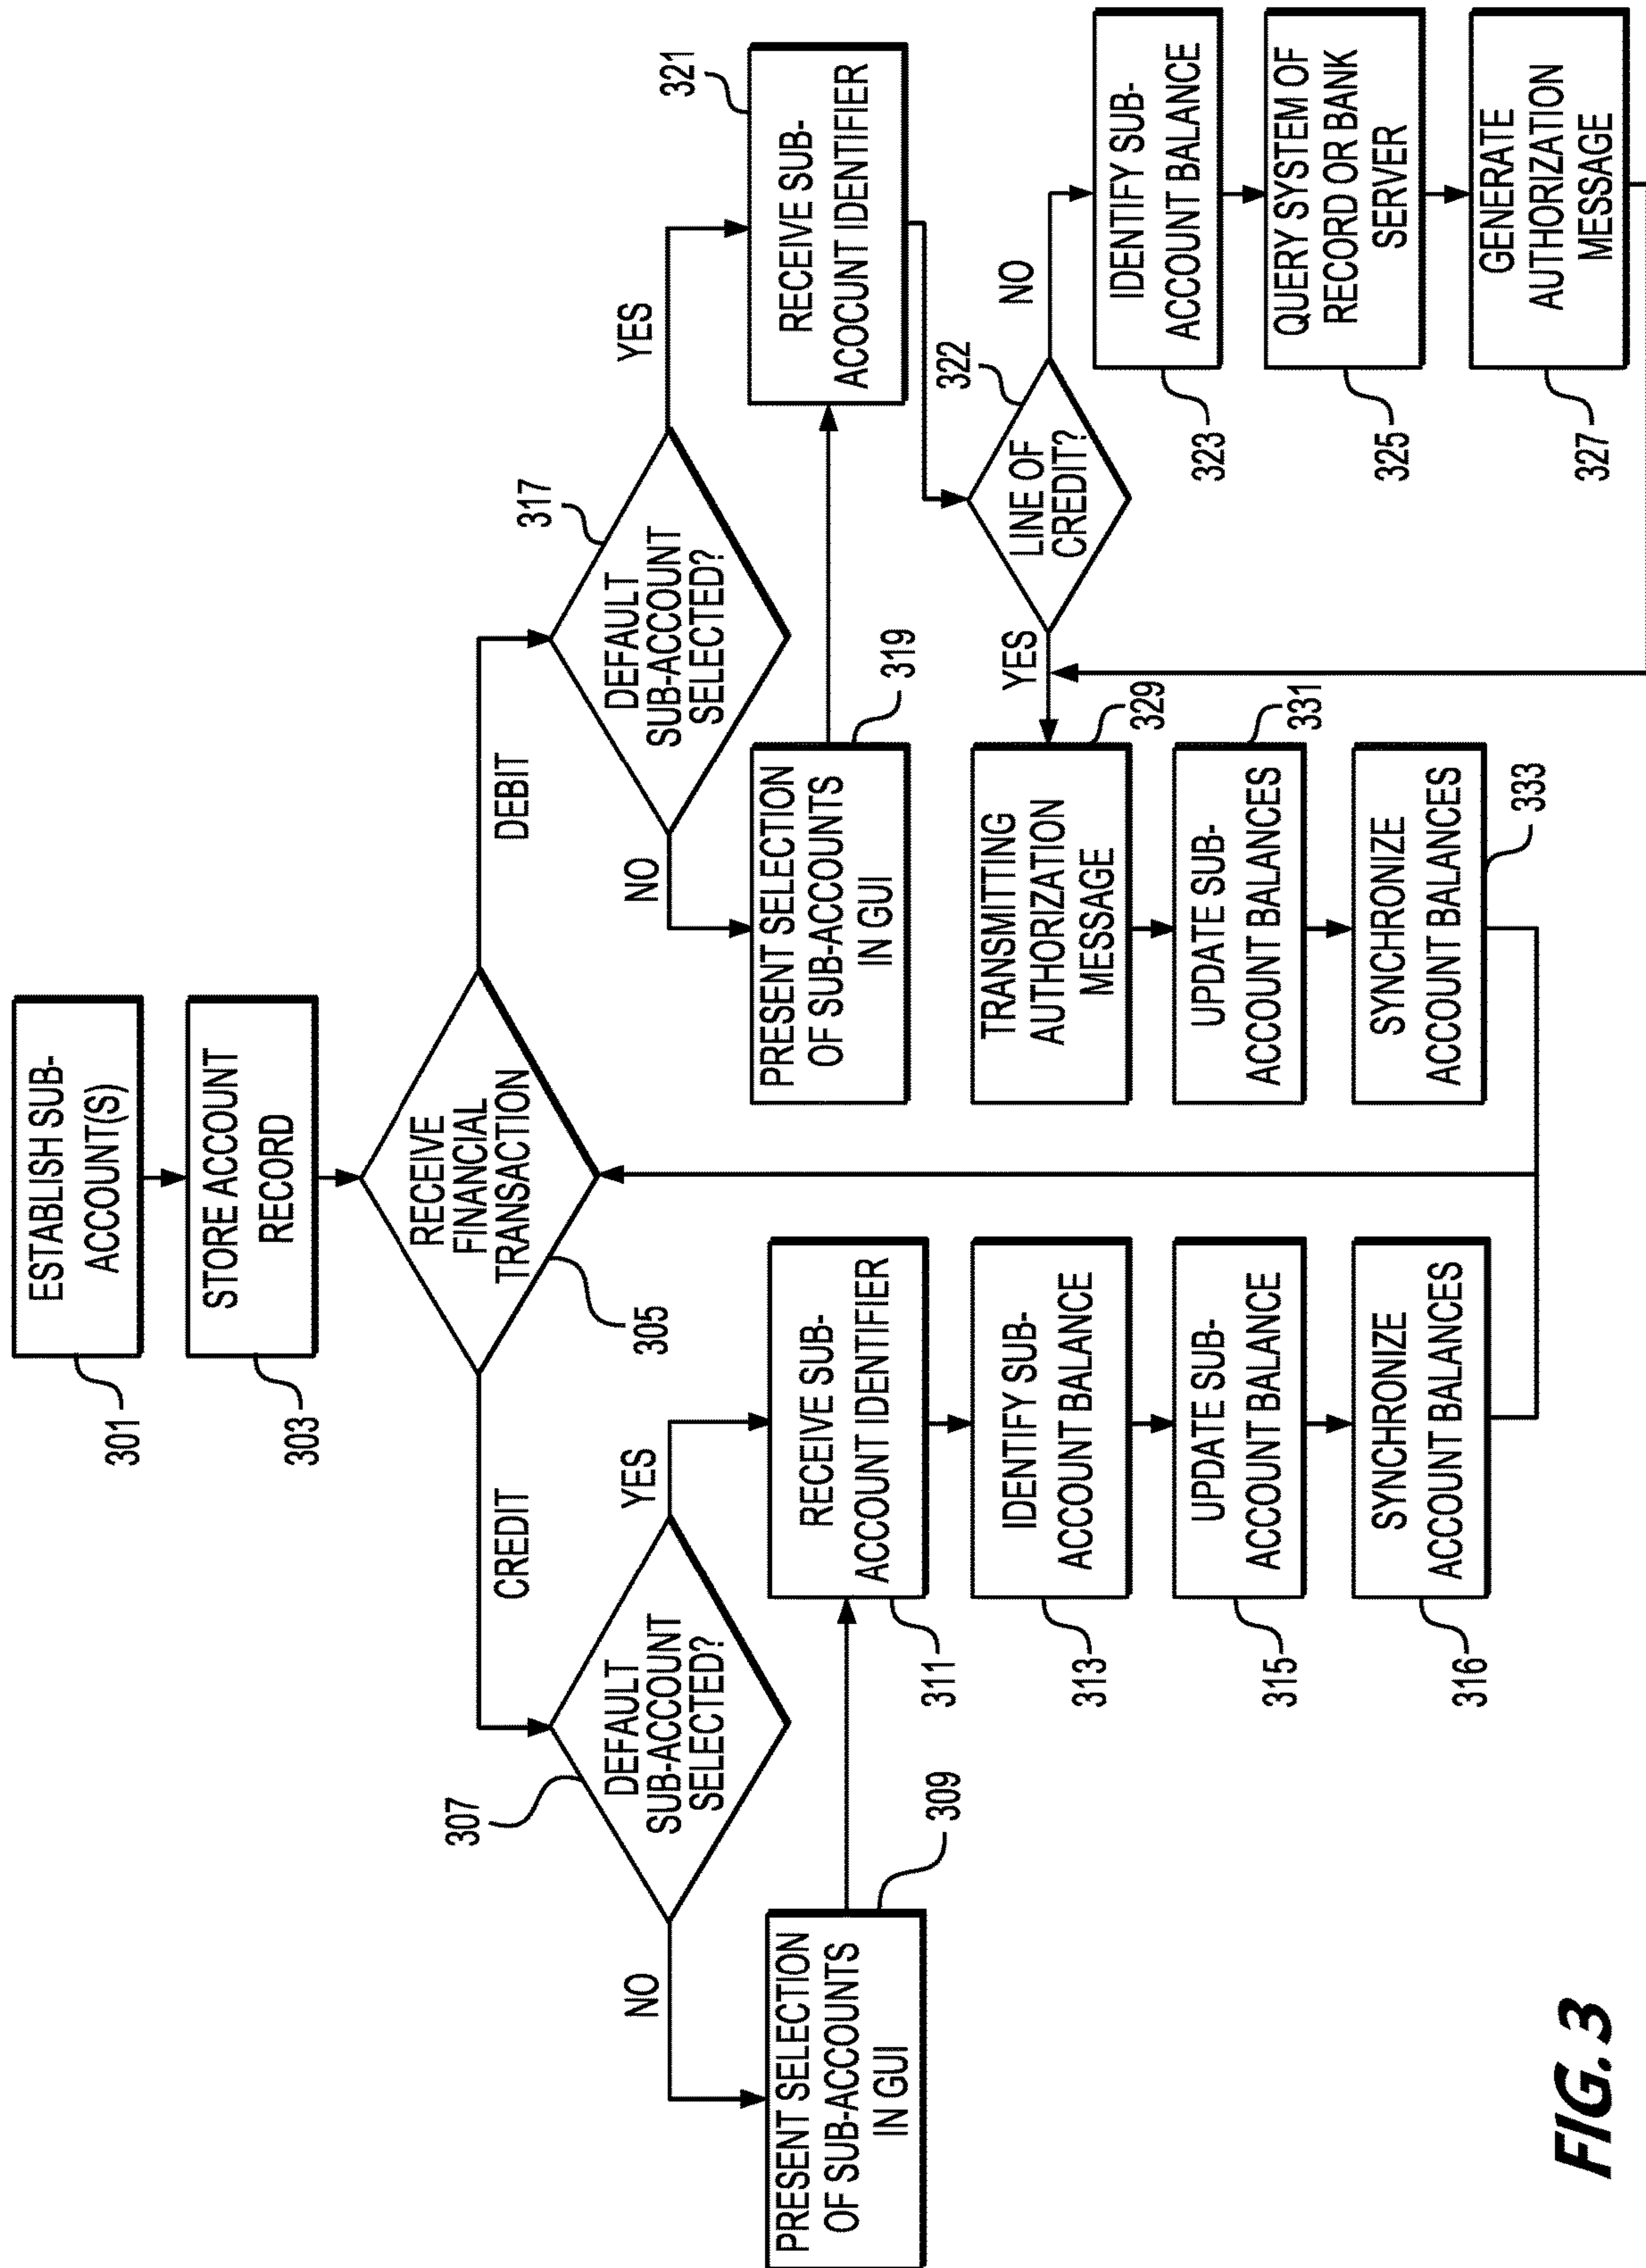 ESTABLISH SUB-
ACCOUNT(S)
301
STORE ACCOUNT
RECORD
303
RECEIVE
FINANCIAL
TRANSACTION
305
CREDIT
DEBIT
DEFAULT
SUB-ACCOUNT
SELECTED?
307
NO
YES
PRESENT SELECTION
OF SUB-ACCOUNTS
IN GUI
309
RECEIVE SUB-
ACCOUNT IDENTIFIER
311
IDENTIFY SUB-
ACCOUNT BALANCE
313
UPDATE SUB-
ACCOUNT BALANCE
315
SYNCHRONIZE
ACCOUNT BALANCES
316
DEFAULT
SUB-ACCOUNT
SELECTED?
317
NO
YES
PRESENT SELECTION
OF SUB-ACCOUNTS
IN GUI
319
RECEIVE SUB-
ACOCUNT IDENTIFIER
321
LINE OF
CREDIT?
322
YES
NO
IDENTIFY SUB-
ACCOUNT BALANCE
323
QUERY SYSTEM OF
RECORD OR BANK
SERVER
325
GENERATE
AUTHORIZATION
MESSAGE
327
TRANSMITTING
AUTHORIZATION
MESSAGE
329
UPDATE SUB-
ACCOUNT BALANCES
331
SYNCHRONIZE
ACCOUNT BALANCES
333
FIG. 3